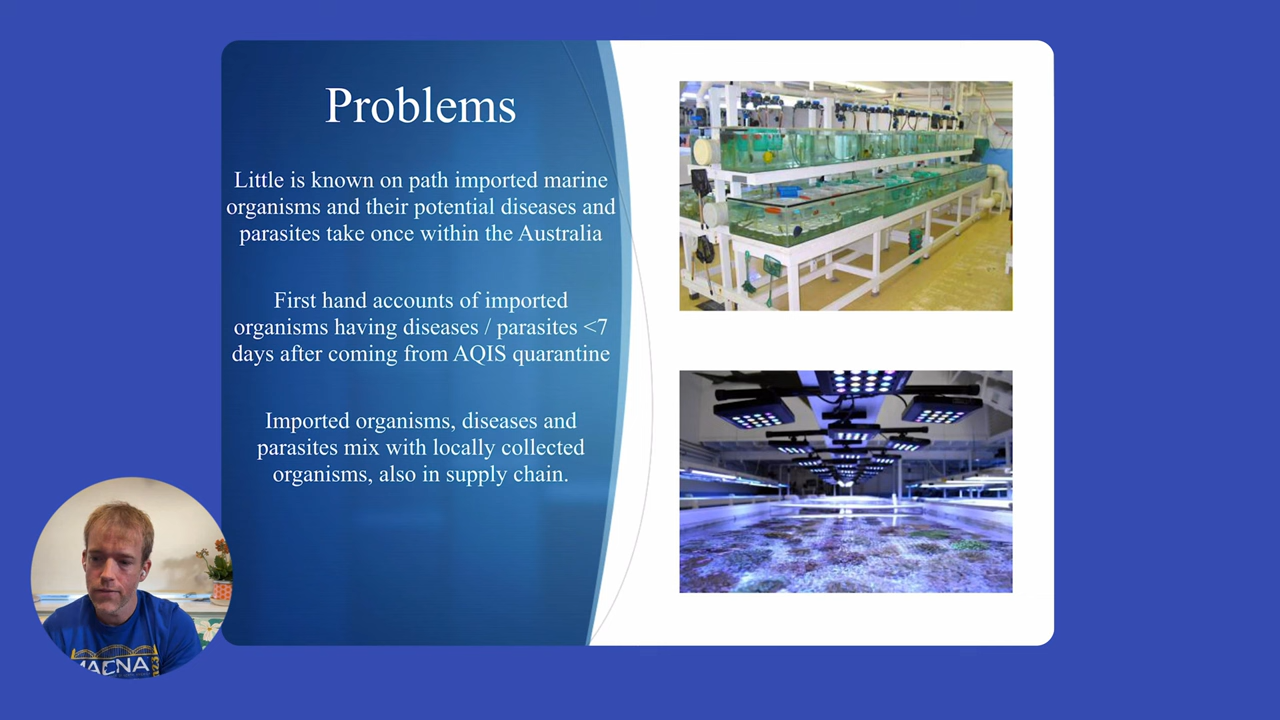 Problems
Little is known on path imported marine
organisms and their potential diseases and
parasites take once within the Australia
First hand accounts of imported
organisms having diseases / parasites <7
days after coming from AQIS quarantine
Imported organisms, diseases and
parasites mix with locally collected
organisms, also in supply chain.
MACNA